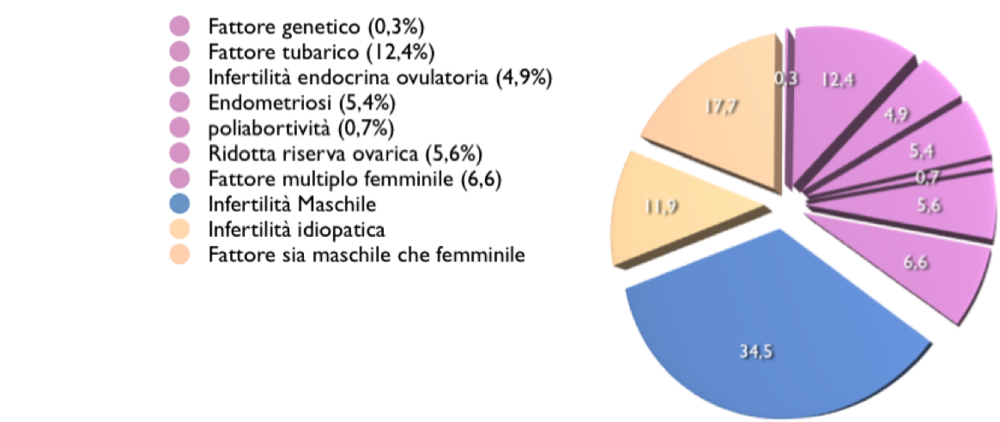 Fattore genetico (0,3%)
Fattore tubarico (12,4%)
Infertilità endocrina ovulatoria (4,9%)
Endometriosi (5,4%)
poliabortività (0,7%)
Ridotta riserva ovarica (5,6%)
Fattore multiplo femminile (6,6)
Infertilità Maschile
Infertilità idiopatica
Fattore sia maschile che femminile
0,3
12,4
4,9
5,4
0,7
5,6
6,6
34,5
11,9
17,7